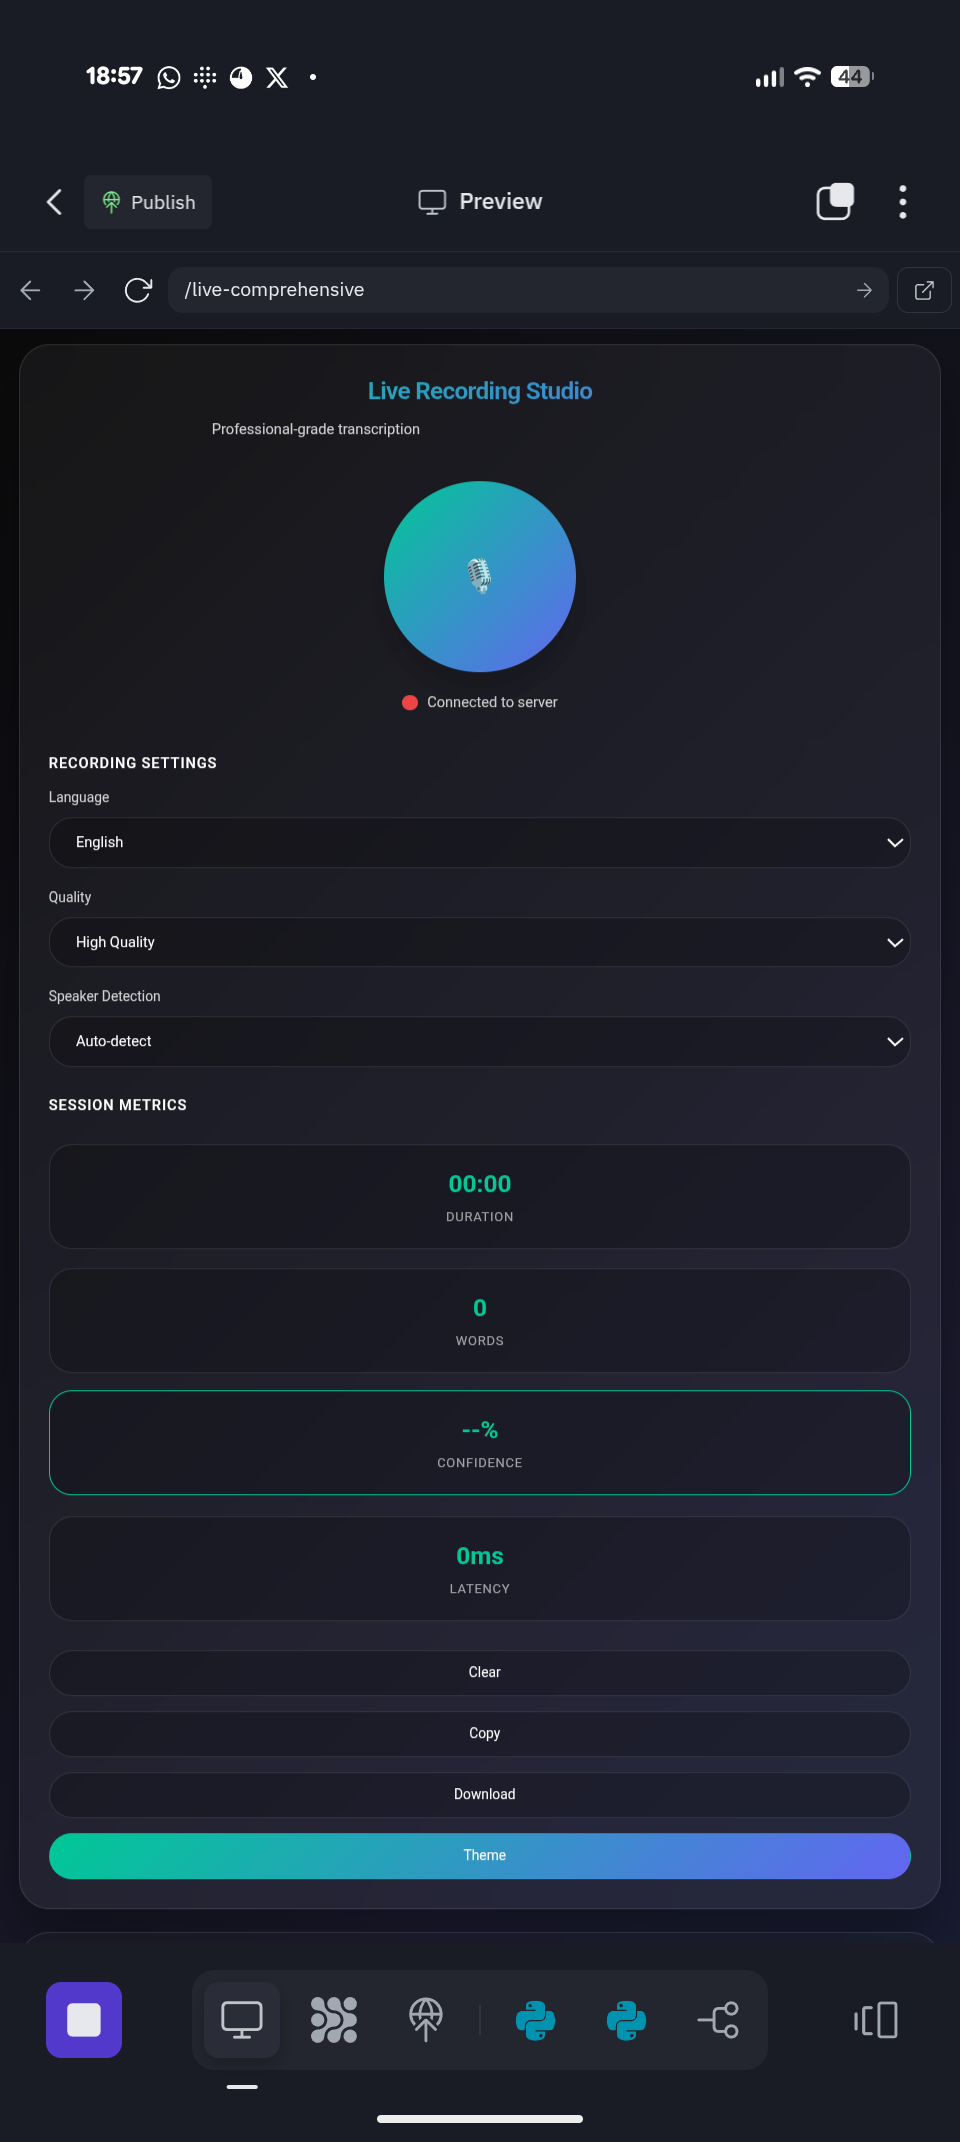 18:57
44
Publish
Preview
/live-comprehensive
Live Recording Studio
Professional-grade transcription
Connected to server
RECORDING SETTINGS
Language
English
Quality
High Quality
Speaker Detection
Auto-detect
SESSION METRICS
00:00
DURATION
0
WORDS
--%
CONFIDENCE
0ms
LATENCY
Clear
Copy
Download
Theme